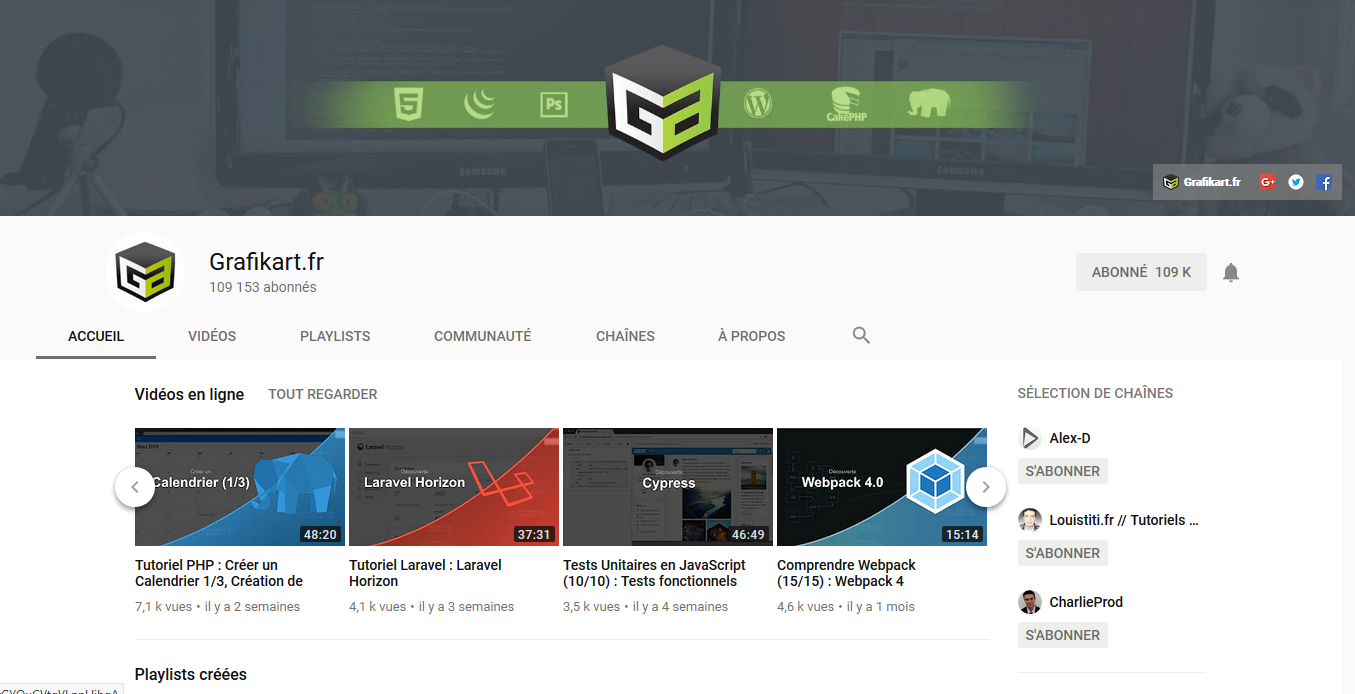 Ps
CakePHP
SAMSUNG
SAMSUNG
Grafikart.fr
G+
Grafikart.fr
109 153 abonnés
ABONNÉ 109 K
ACCUEIL
VIDÉOS
PLAYLISTS
COMMUNAUTÉ
CHAÎNES
À PROPOS
Vidéos en ligne
TOUT REGARDER
Créer un
Calendrier (1/3)
48:20
Tutoriel PHP : Créer un
Calendrier 1/3, Création de
7,1 k vues • il y a 2 semaines
Laravel Horizon
Découverte
Laravel Horizon
37:31
Tutoriel Laravel : Laravel
Horizon
4,1 k vues • il y a 3 semaines
Découverte
Cypress
46:49
Tests Unitaires en JavaScript
(10/10) : Tests fonctionnels
3,5 k vues • il y a 4 semaines
Découverte
Webpack 4.0
15:14
Comprendre Webpack
(15/15) : Webpack 4
4,6 k vues • il y a 1 mois
SÉLECTION DE CHAÎNES
Alex-D
S'ABONNER
Louistiti.fr // Tutoriels ...
S'ABONNER
CharlieProd
S'ABONNER
Playlists créées